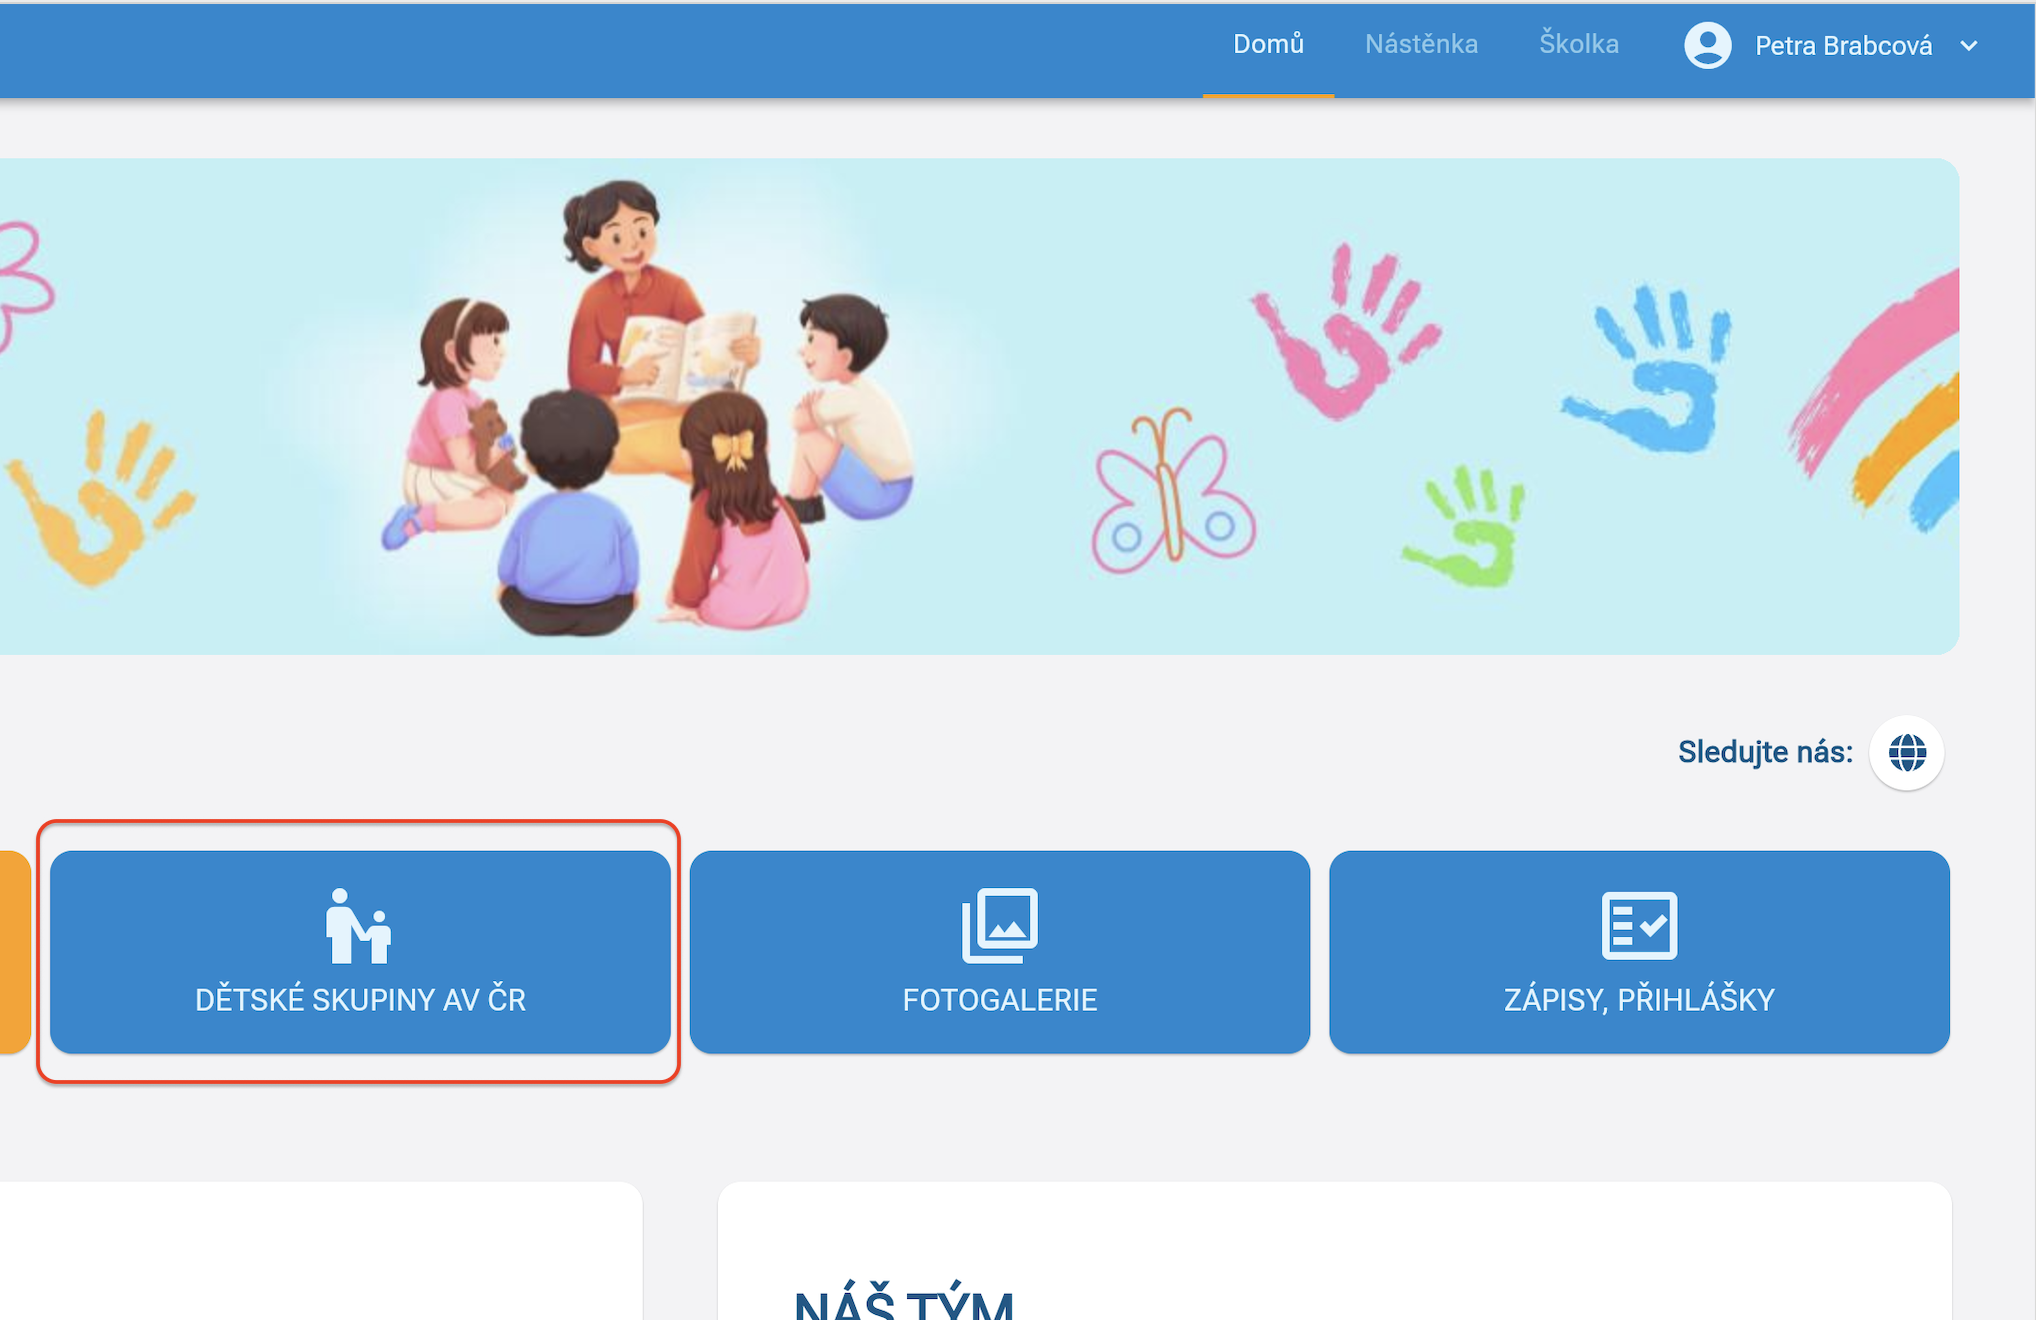 Domů Nástěnka Školka Petra Brabcová
Sledujte nás:
DĚTSKÉ SKUPINY AV ČR
FOTOGALERIE
ZÁPISY, PŘIHLÁŠKY
NÁŠ TÝM